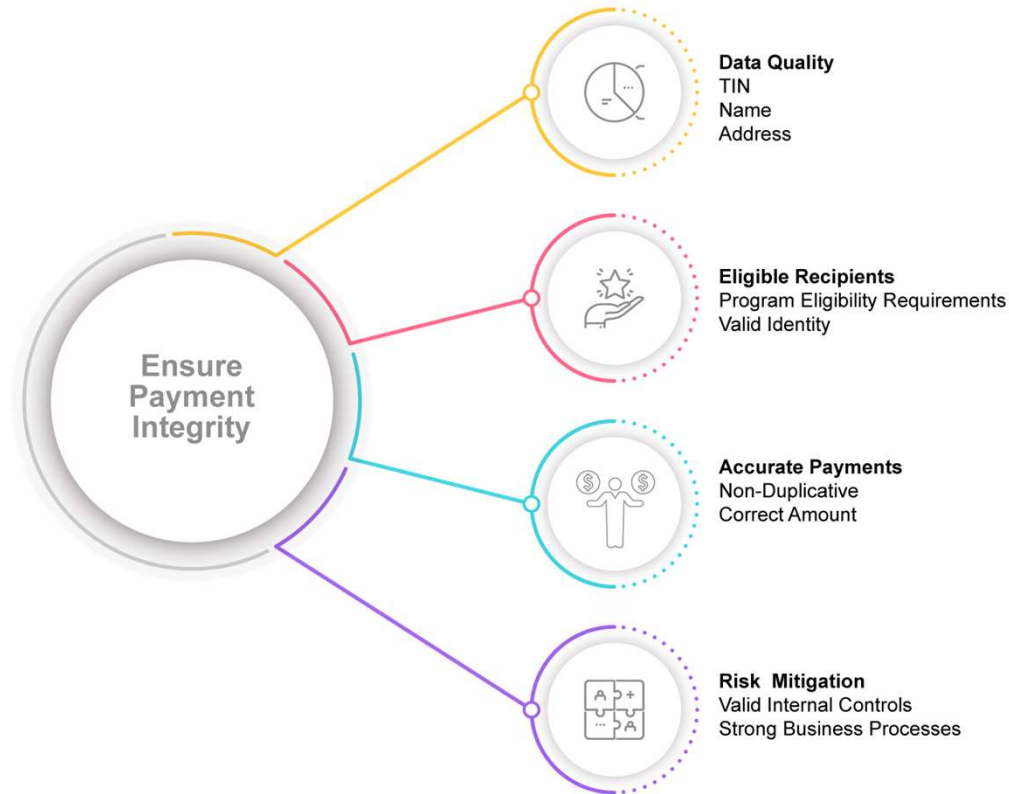 Data Quality
TIN
Name
Address
Eligible Recipients
Program Eligibility Requirements
Valid Identity
Ensure
Payment
Integrity
Accurate Payments
Non-Duplicative
Correct Amount
$ $
Risk Mitigation
Valid Internal Controls
Strong Business Processes